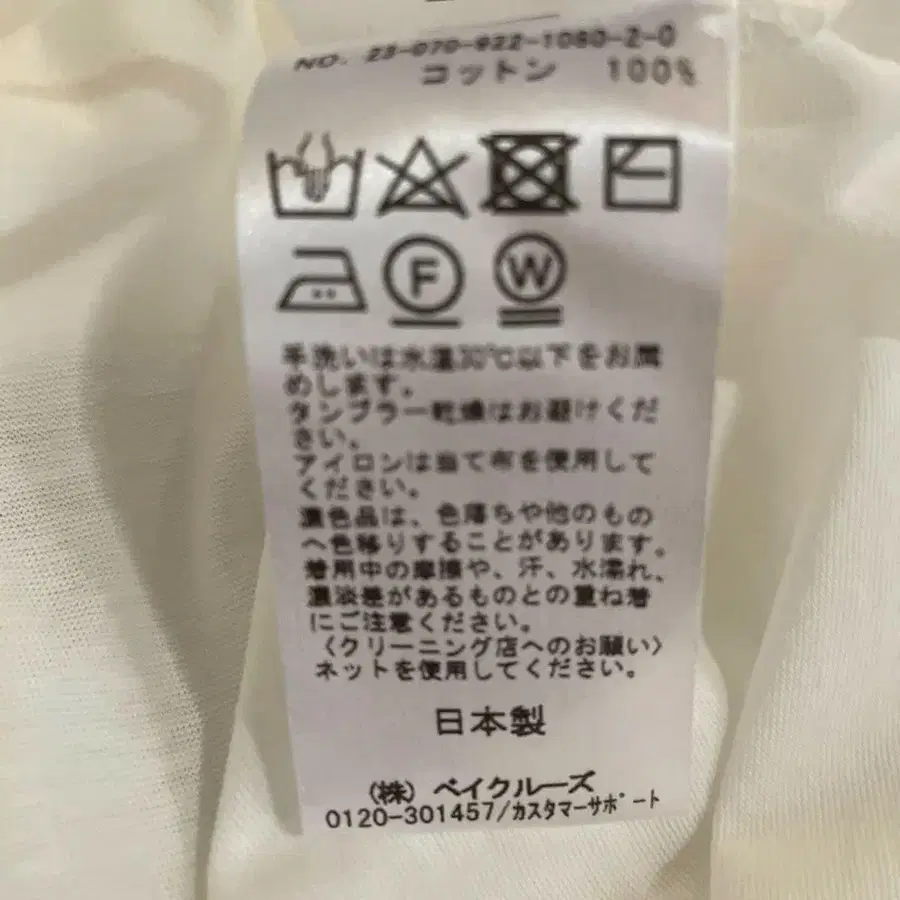 NO. 23-070-922-1080-2-0
コットン 100%
F
W
手洗いは水温30℃以下をお薦
めします。
タンブラー乾燥はお避けくだ
さい。
アイロンは当て布を使用して
ください。
濃色品は、色落ちや他のもの
へ色移りすることがあります。
着用中の摩擦や、汗、水濡れ、
濃淡差があるものとの重ね着
にご注意ください。
〈クリーニング店へのお願い〉
ネットを使用してください。
日本製
(株) ベイクルーズ
0120-301457/カスタマーサポート